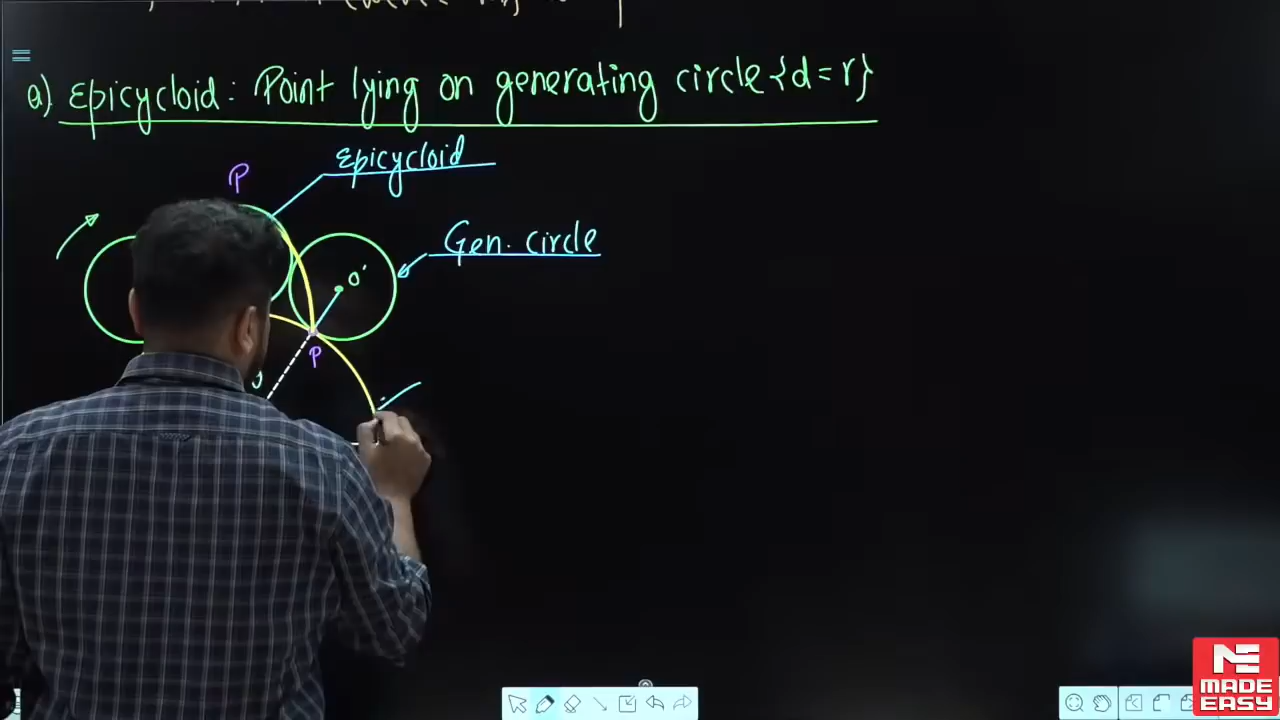 a) Epicycloid: Point lying on generating circle {d=r}
Epicycloid
P
Gen. circle
O'
P
MADE
EASY